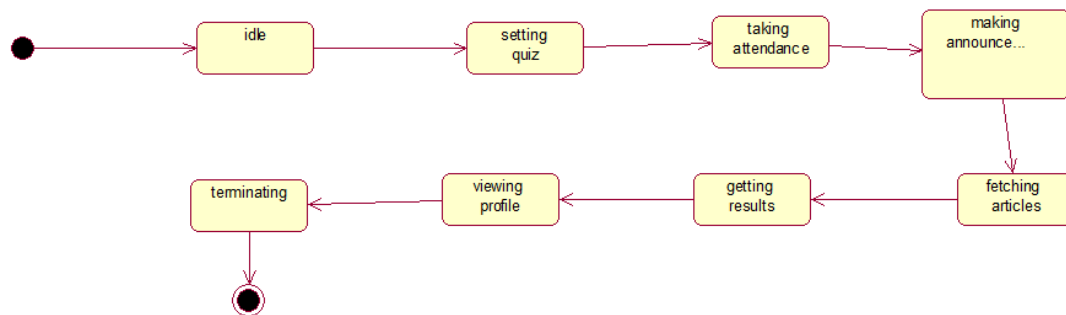 idle
setting
quiz
taking
attendance
making
announce...
fetching
articles
getting
results
viewing
profile
terminating